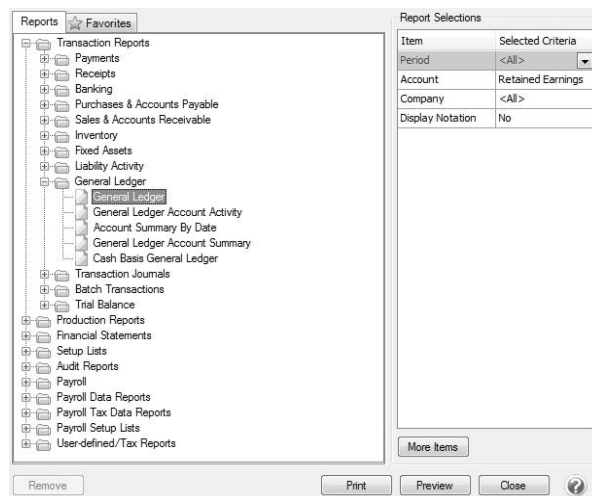 Reports Favorites
Transaction Reports
Payments
Receipts
Banking
Purchases & Accounts Payable
Sales & Accounts Receivable
Inventory
Fixed Assets
Liability Activity
General Ledger
General Ledger
General Ledger Account Activity
Account Summary By Date
General Ledger Account Summary
Cash Basis General Ledger
Transaction Journals
Batch Transactions
Trial Balance
Production Reports
Financial Statements
Setup Lists
Audit Reports
Payroll
Payroll Data Reports
Payroll Tax Data Reports
Payroll Setup Lists
User-defined/Tax Reports
Report Selections
Item Selected Criteria
Period <All>
Account Retained Earnings
Company <All>
Display Notation No
More Items
Remove Print Preview Close ?